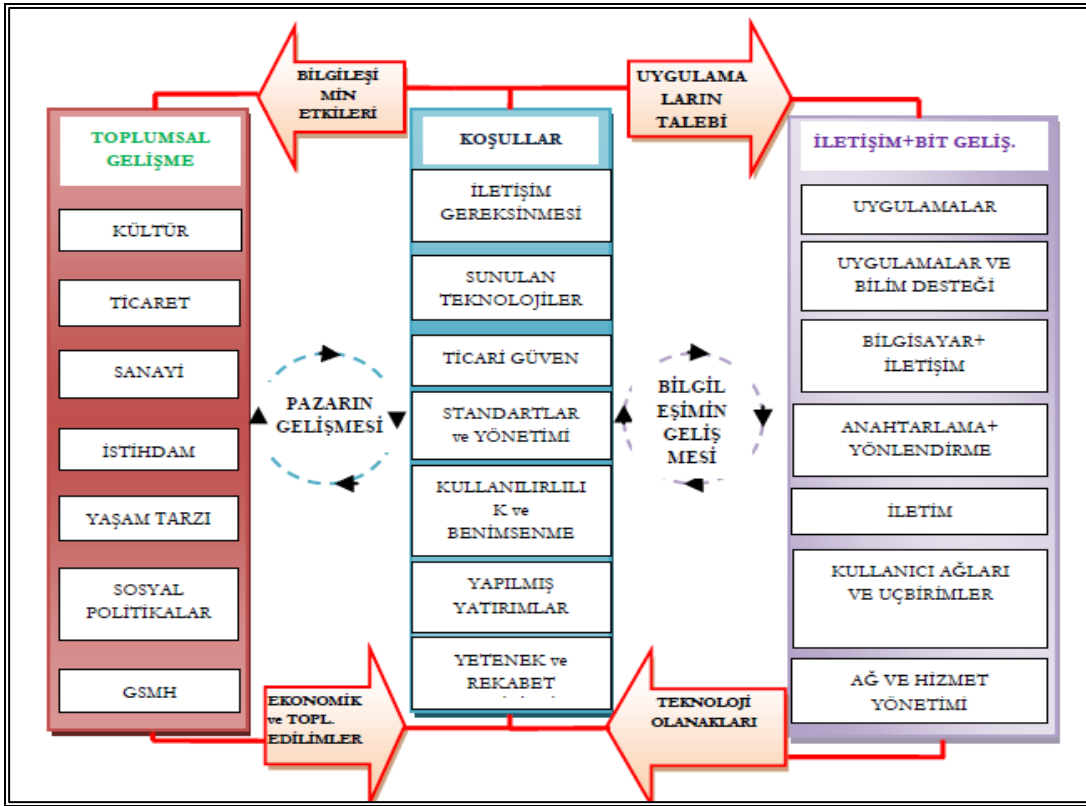 BİLGİLEŞİ
MİN
ETKİLERİ
UYGULAMA
LARIN
TALEBİ
TOPLUMSAL
GELİŞME
KÜLTÜR
TİCARET
SANAYİ
İSTİHDAM
YAŞAM TARZI
SOSYAL
POLİTİKALAR
GSMH
PAZARIN
GELİŞMESİ
KOŞULLAR
İLETİŞİM
GEREKSİNMESİ
SUNULAN
TEKNOLOJİLER
TİCARİ GÜVEN
STANDARTLAR
ve YÖNETİMİ
KULLANILIRLILI
K ve
BENİMSENME
YAPILMIŞ
YATIRIMLAR
YETENEK ve
REKABET
BİLGİL
EŞİMİN
GELİŞ
MESİ
İLETİŞİM+BIT GELİŞ.
UYGULAMALAR
UYGULAMALAR VE
BİLİM DESTEĞİ
BİLGİSAYAR+
İLETİŞİM
ANAHTARLAMA+
YÖNLENDİRME
İLETİM
KULLANICI AĞLARI
VE UÇBİRİMLER
AĞ VE HİZMET
YÖNETİMİ
EKONOMİK
ve TOPL.
EDİLİMLER
TEKNOLOJİ
OLANAKLARI